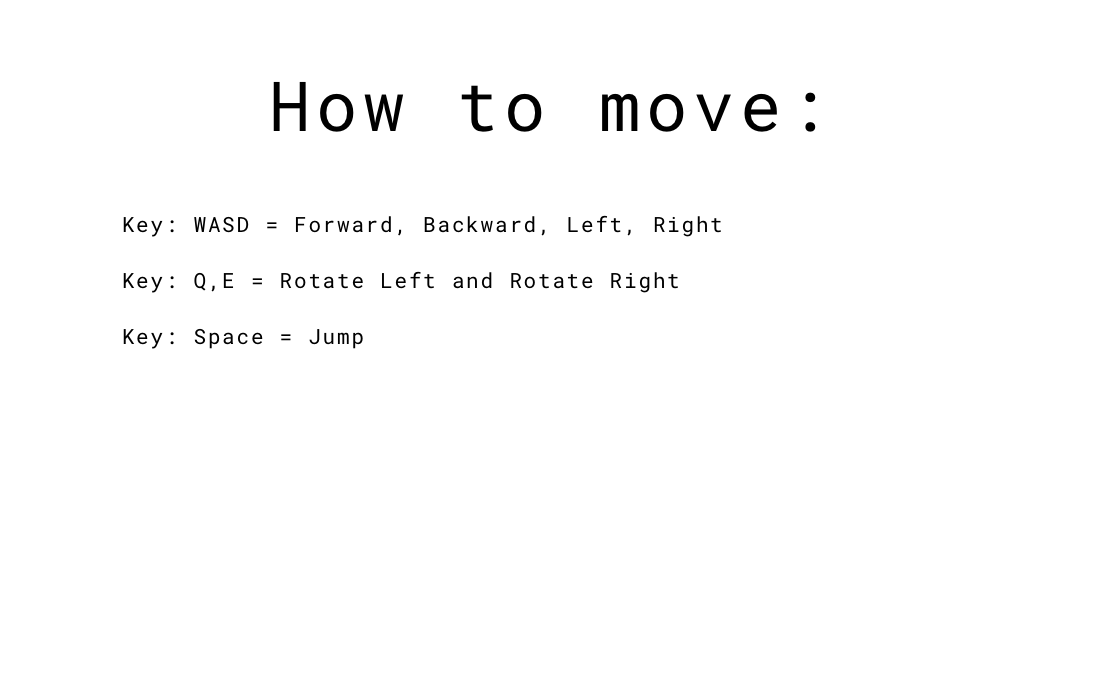 How to move:
Key: WASD = Forward, Backward, Left, Right
Key: Q,E = Rotate Left and Rotate Right
Key: Space = Jump